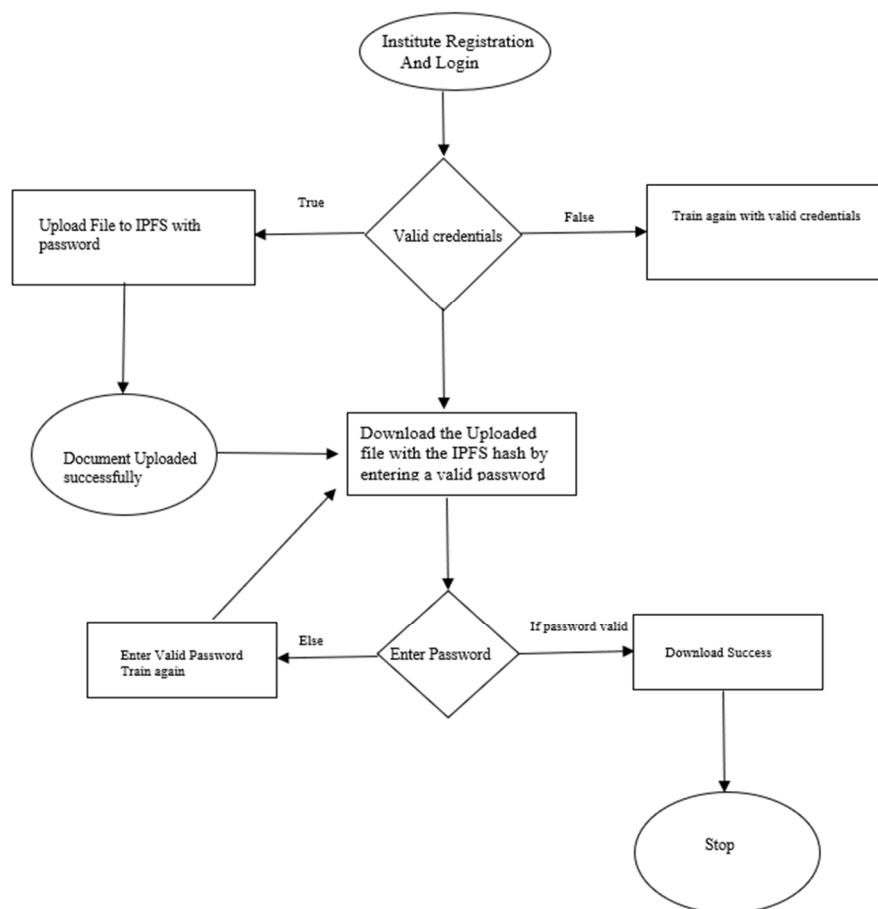 Institute Registration
And Login
True
False
Upload File to IPFS with
password
Valid credentials
Train again with valid credentials
Download the Uploaded
file with the IPFS hash by
entering a valid password
Document Uploaded
successfully
Else
If password valid
Enter Valid Password
Train again
Enter Password
Download Success
Stop